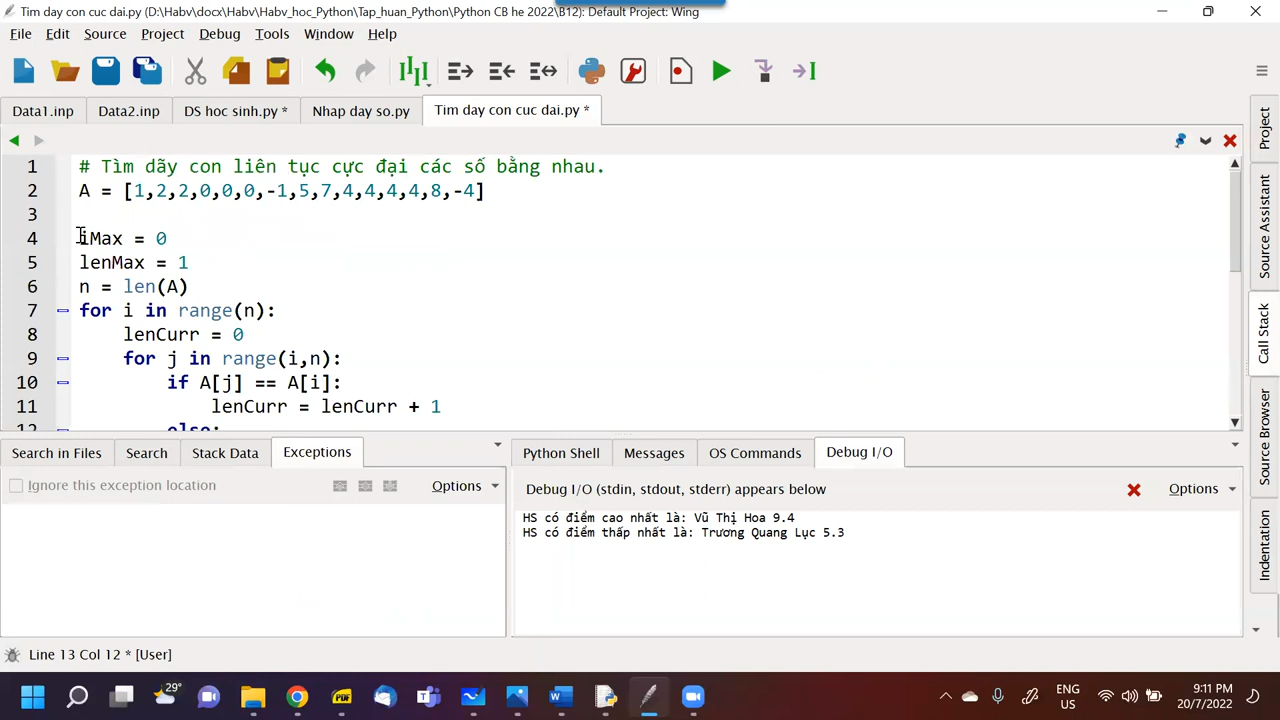 Tim day con cuc dai.py (D:\Habv\docx\Habv\Habv_hoc_Python\Tap_huan_Python\Python CB he 2022\B12): Default Project: Wing
File Edit Source Project Debug Tools Window Help
Data1.inp Data2.inp DS hoc sinh.py * Nhap day so.py Tim day con cuc dai.py *
1 # Tìm dãy con liên tục cực đại các số bằng nhau.
2 A = [1,2,2,0,0,0,-1,5,7,4,4,4,4,8,-4]
3
4 iMax = 0
5 lenMax = 1
6 n = len(A)
7 for i in range(n):
8 lenCurr = 0
9 for j in range(i,n):
10 if A[j] == A[i]:
11 lenCurr = lenCurr + 1
12 else:
Project
Source Assistant
Call Stack
Source Browser
Indentation
Search in Files Search Stack Data Exceptions
Ignore this exception location Options
Python Shell Messages OS Commands Debug I/O
Debug I/O (stdin, stdout, stderr) appears below Options
HS có điểm cao nhất là: Vũ Thị Hoa 9.4
HS có điểm thấp nhất là: Trương Quang Lục 5.3
Line 13 Col 12 * [User]
29°
ENG
US
9:11 PM
20/7/2022